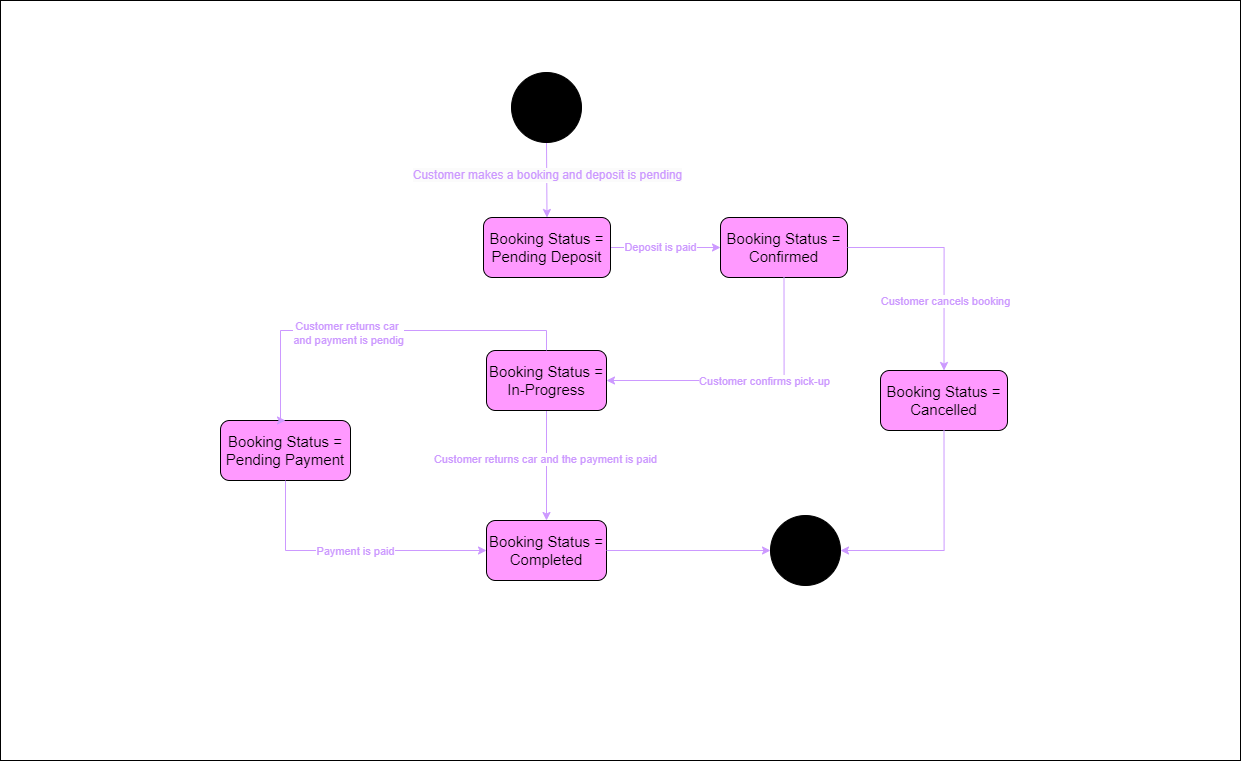 Customer makes a booking and deposit is pending
Booking Status =
Pending Deposit
Deposit is paid
Booking Status =
Confirmed
Customer cancels booking
Customer returns car
and payment is pendig
Booking Status =
In-Progress
Customer confirms pick-up
Booking Status =
Cancelled
Booking Status =
Pending Payment
Customer returns car and the payment is paid
Payment is paid
Booking Status =
Completed